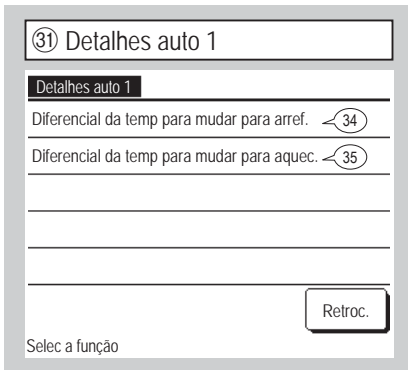 31 Detalhes auto 1
Detalhes auto 1
Diferencial da temp para mudar para arref. 34
Diferencial da temp para mudar para aquec. 35
Retroc.
Selec a função